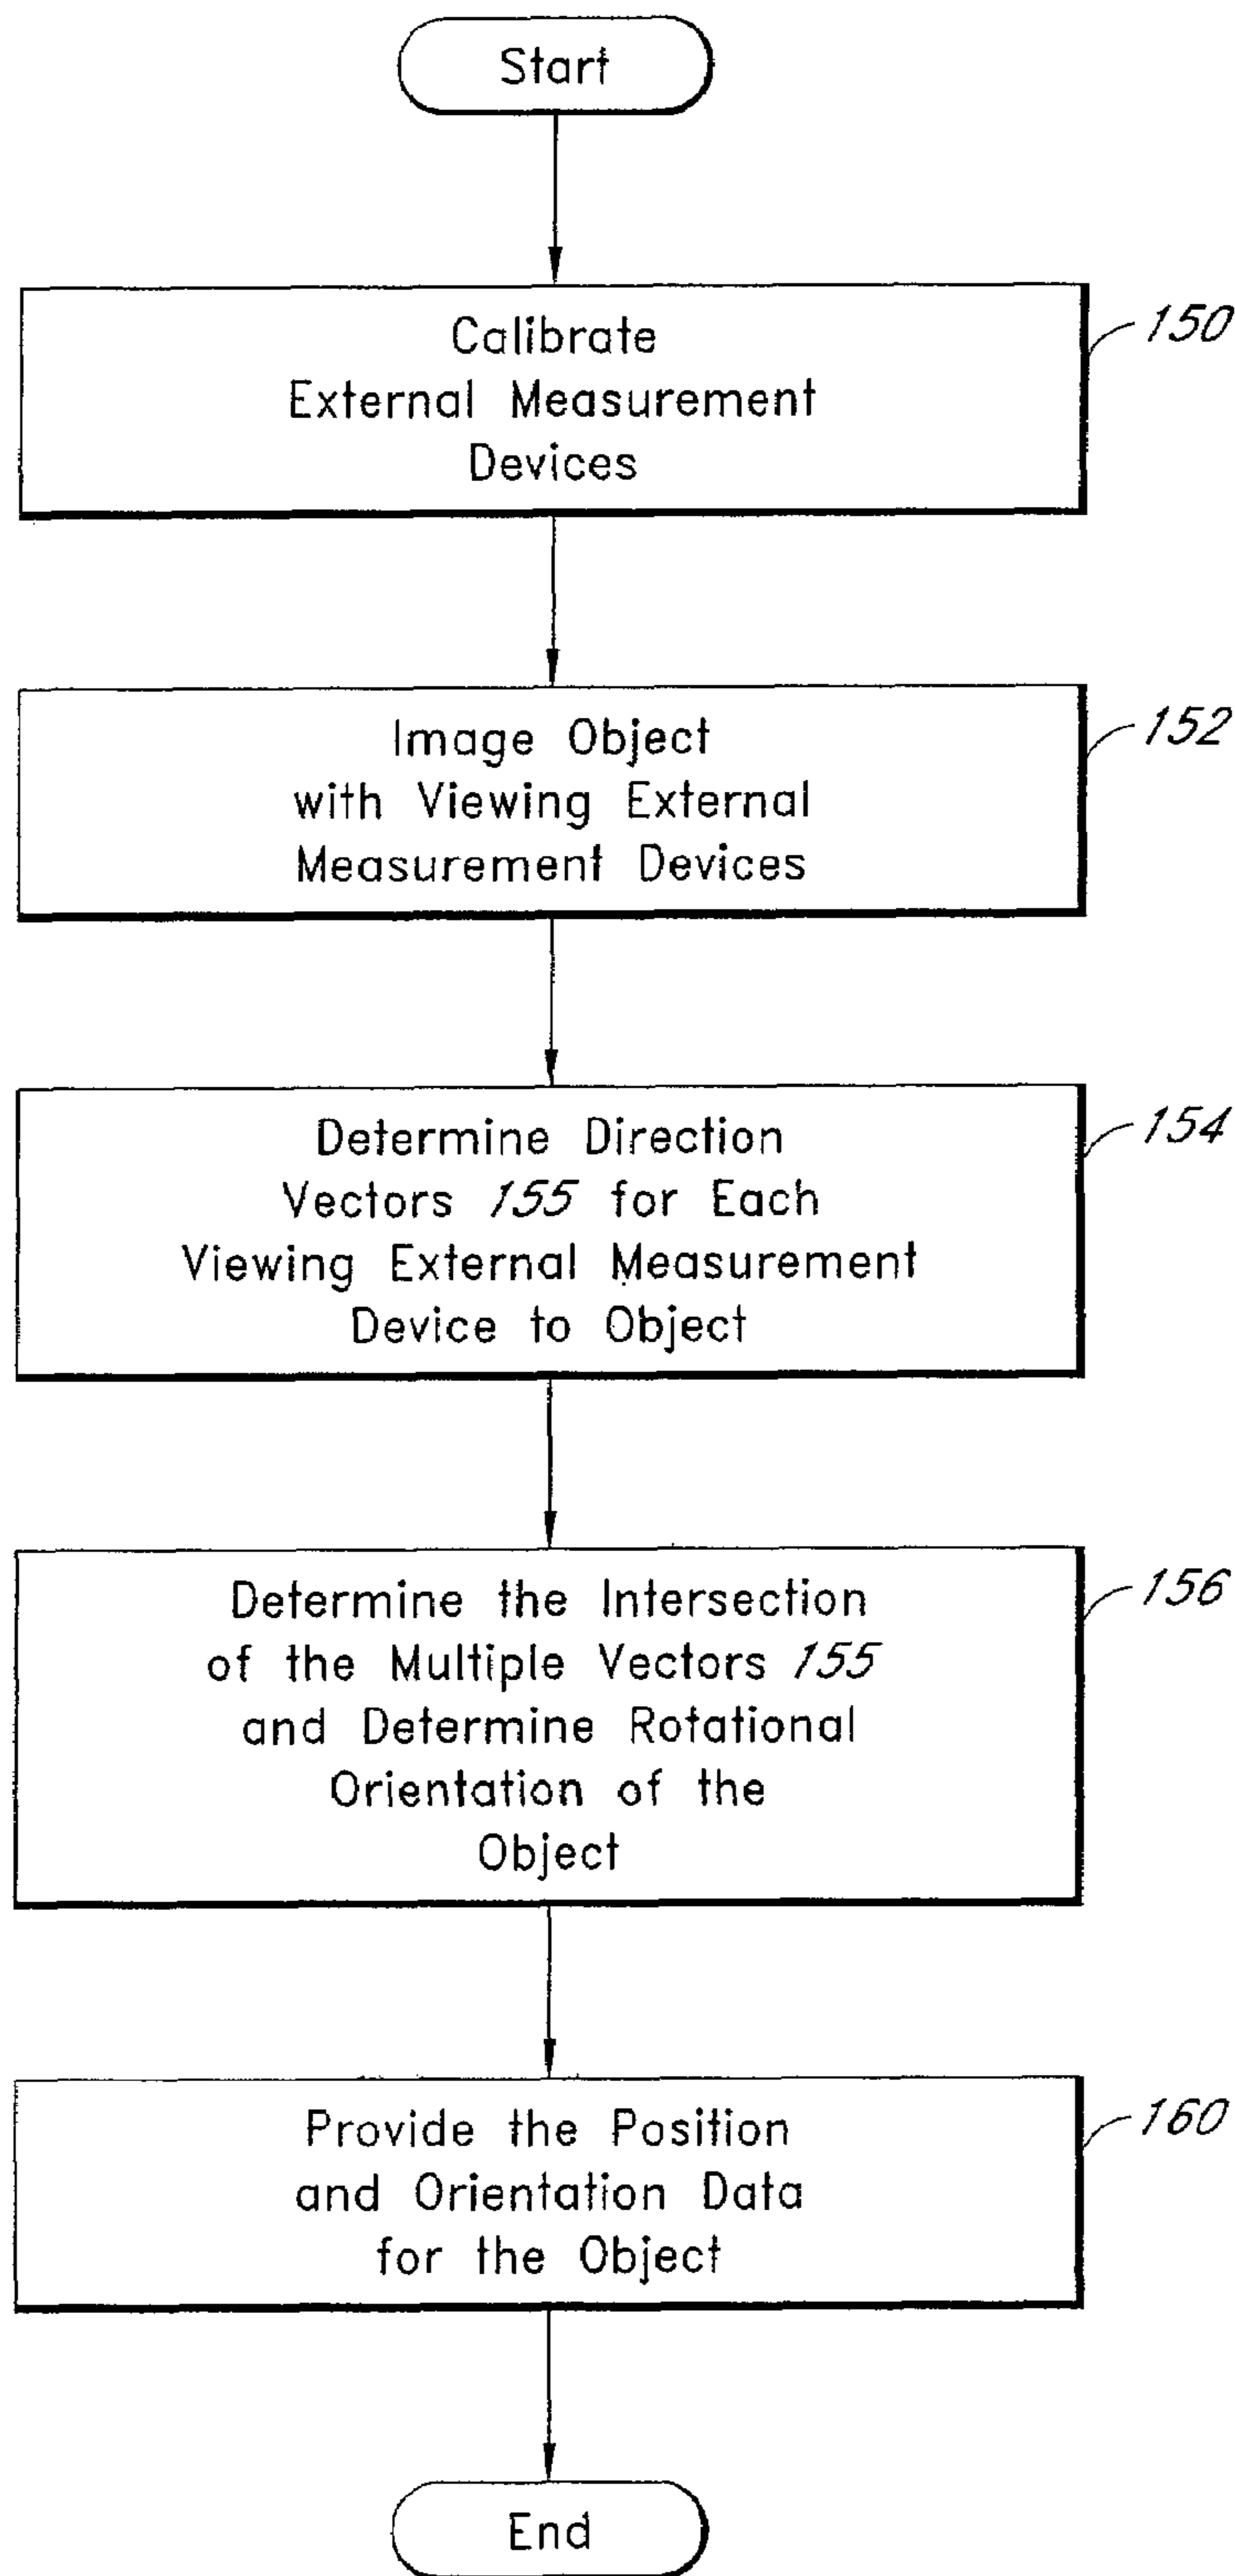 Start
Calibrate
External Measurement
Devices
150
Image Object
with Viewing External
Measurement Devices
152
Determine Direction
Vectors 155 for Each
Viewing External Measurement
Device to Object
154
Determine the Intersection
of the Multiple Vectors 155
and Determine Rotational
Orientation of the
Object
156
Provide the Position
and Orientation Data
for the Object
160
End